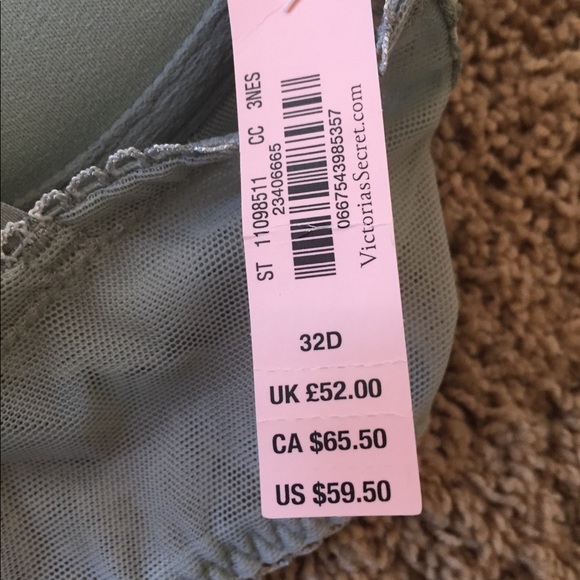 ST 11098511 CC 3NES
23406665
0667543985357
VictoriasSecret.com
32D
UK £52.00
CA $65.50
US $59.50